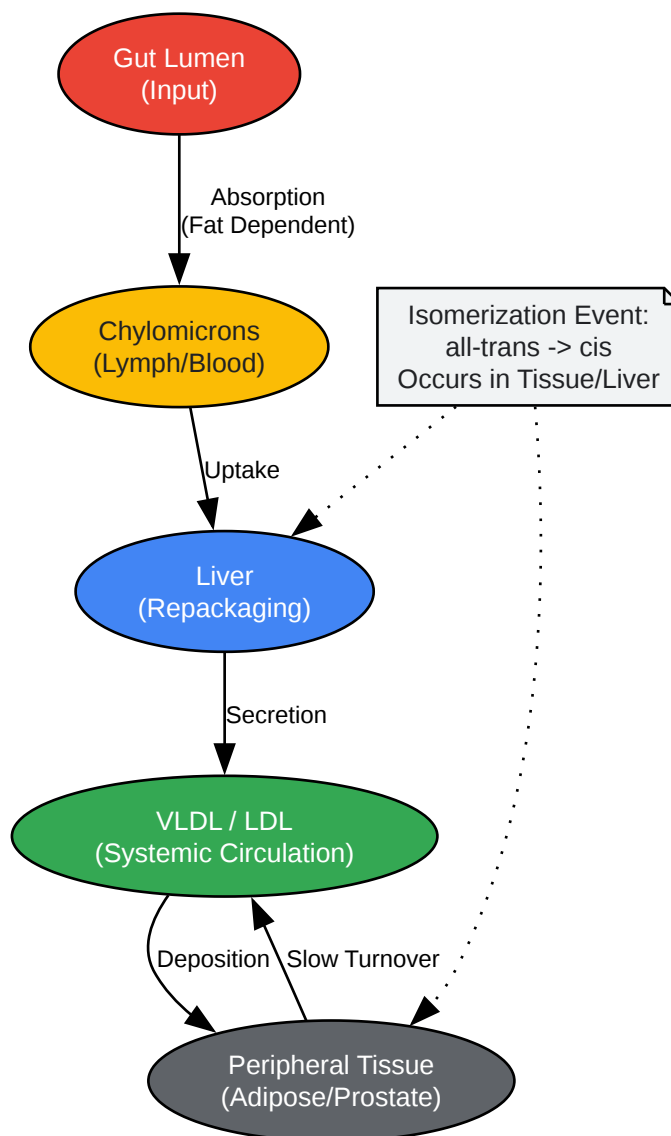 Gut Lumen
(Input)
Absorption
(Fat Dependent)
Chylomicrons
(Lymph/Blood)
Isomerization Event:
all-trans -> cis
Occurs in Tissue/Liver
Uptake
Liver
(Repackaging)
Secretion
VLDL / LDL
(Systemic Circulation)
Deposition
Slow Turnover
Peripheral Tissue
(Adipose/Prostate)